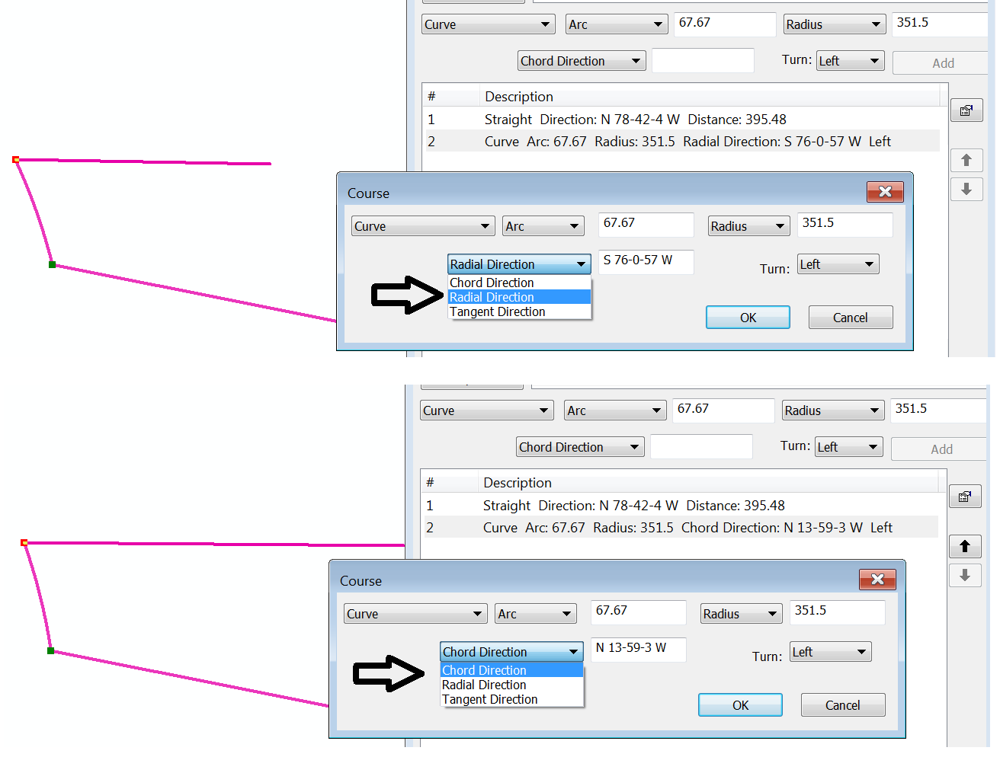 Curve Arc 67.67 Radius 351.5
Chord Direction Turn: Left Add
# Description
1 Straight Direction: N 78-42-4 W Distance: 395.48
2 Curve Arc: 67.67 Radius: 351.5 Radial Direction: S 76-0-57 W Left
Course
Curve Arc 67.67 Radius 351.5
Radial Direction S 76-0-57 W Turn: Left
Chord Direction
Radial Direction
Tangent Direction
OK Cancel
Curve Arc 67.67 Radius 351.5
Chord Direction Turn: Left Add
# Description
1 Straight Direction: N 78-42-4 W Distance: 395.48
2 Curve Arc: 67.67 Radius: 351.5 Chord Direction: N 13-59-3 W Left
Course
Curve Arc 67.67 Radius 351.5
Chord Direction N 13-59-3 W Turn: Left
Chord Direction
Radial Direction
Tangent Direction
OK Cancel